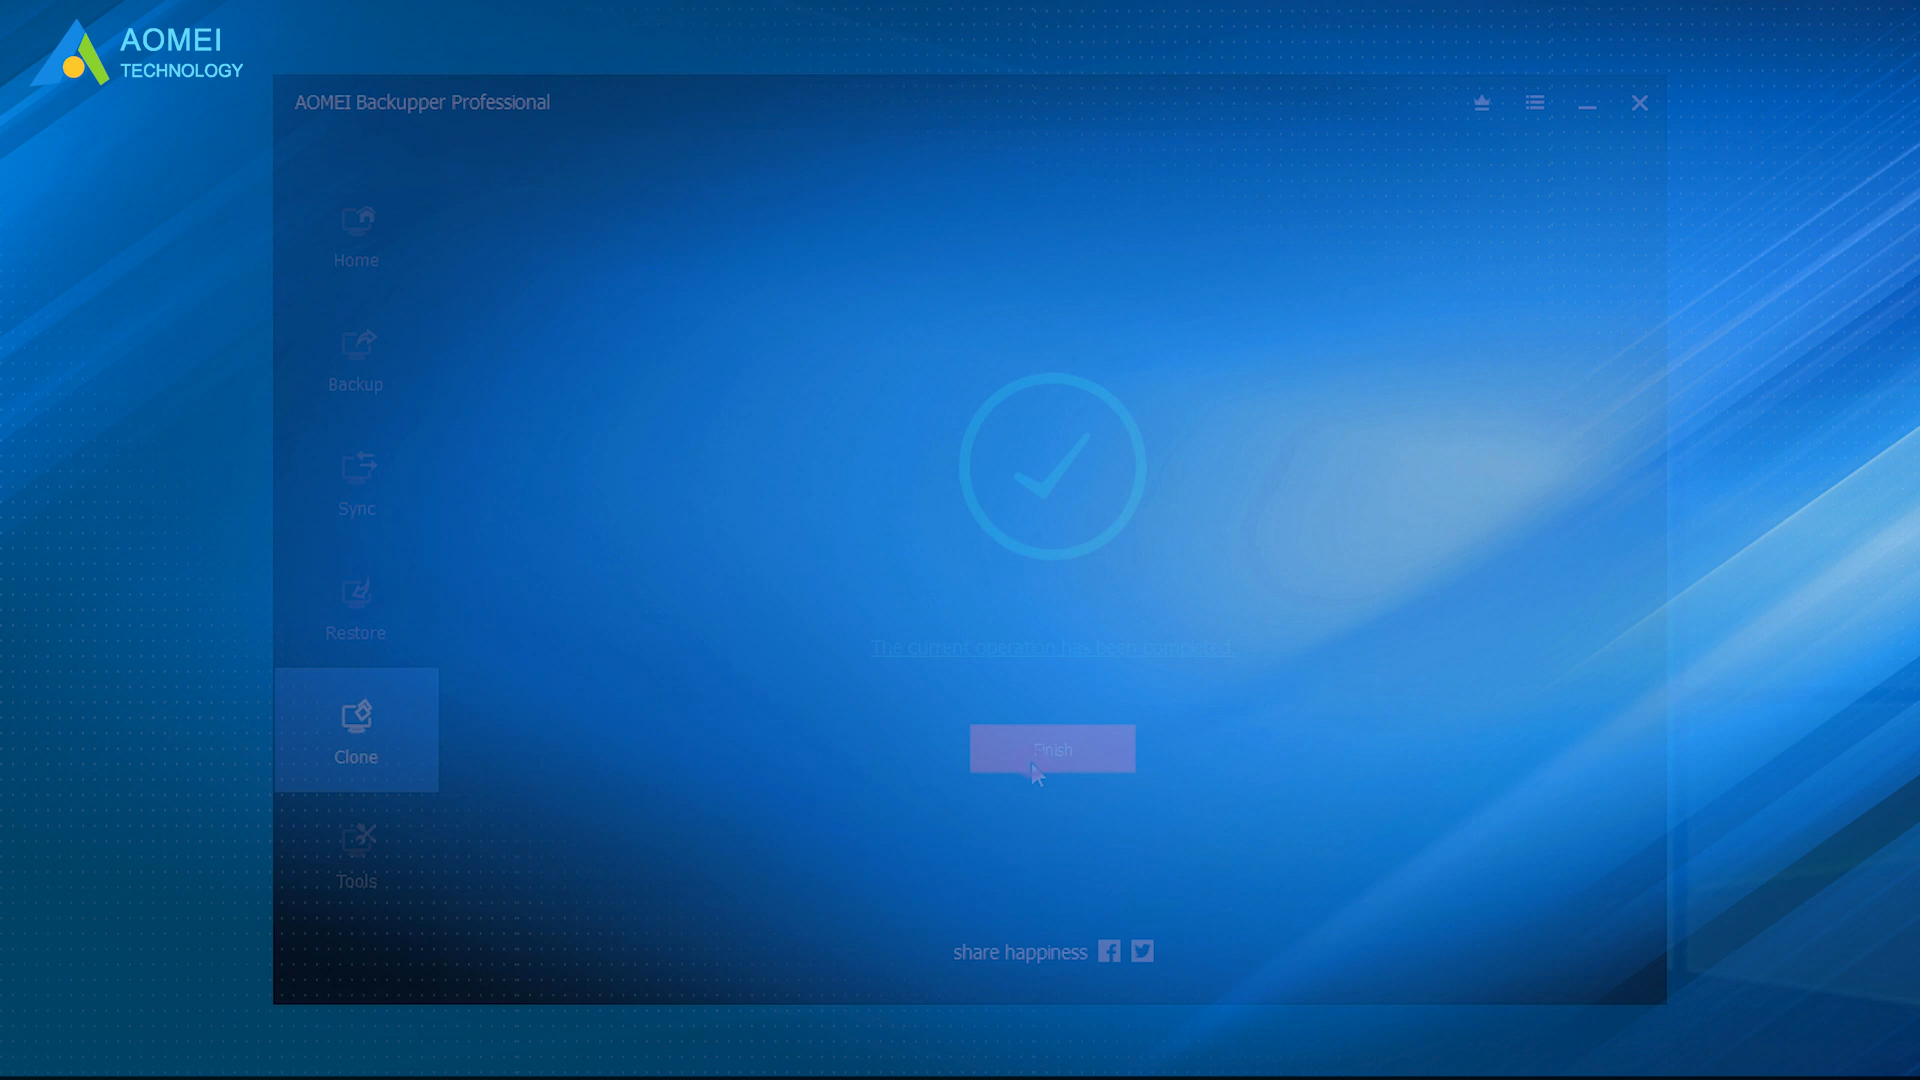 AOMEI
TECHNOLOGY
AOMEI Backupper Professional
Home
Backup
Sync
Restore
Clone
Tools
The current operation has been completed.
Finish
share happiness